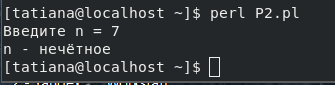 [tatiana@localhost ~]$ perl P2.pl
Введите n = 7
n - нечётное
[tatiana@localhost ~]$